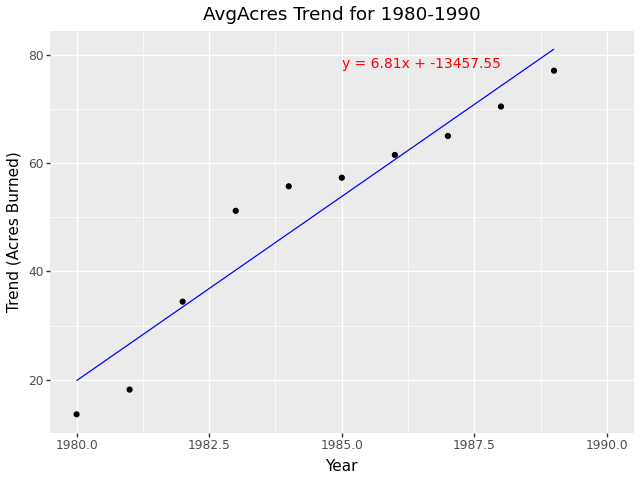 AvgAcres Trend for 1980-1990
y = 6.81x + -13457.55
80
60
40
20
Trend (Acres Burned)
1980.0 1982.5 1985.0 1987.5 1990.0
Year